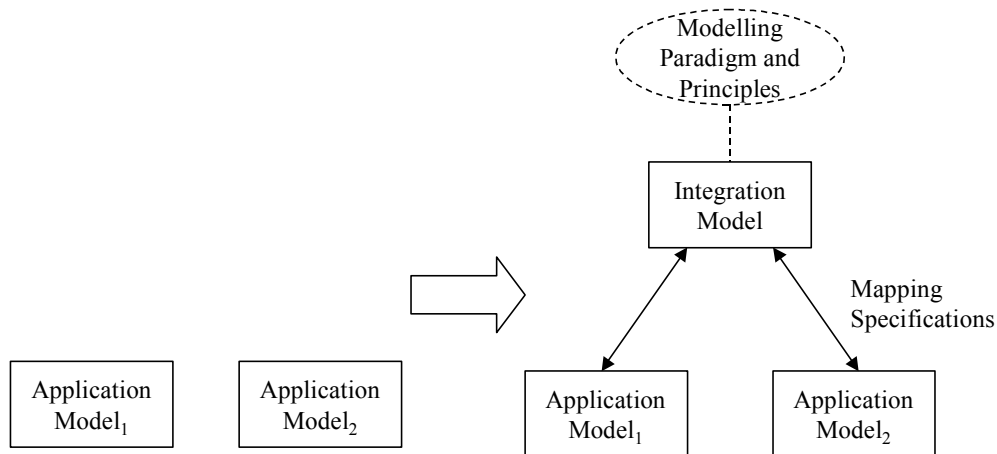 Modelling
Paradigm and
Principles
Integration
Model
Mapping
Specifications
Application
Model₁
Application
Model₂
Application
Model₁
Application
Model₂